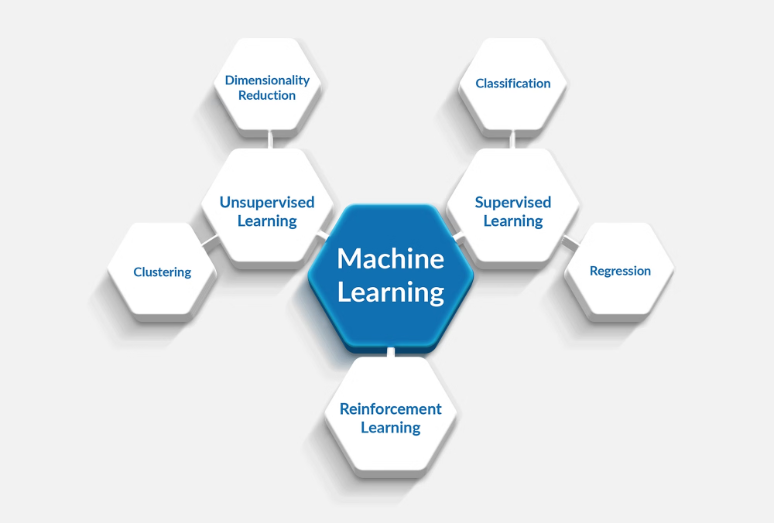 Dimensionality
Reduction
Classification
Unsupervised
Learning
Supervised
Learning
Clustering
Machine
Learning
Regression
Reinforcement
Learning